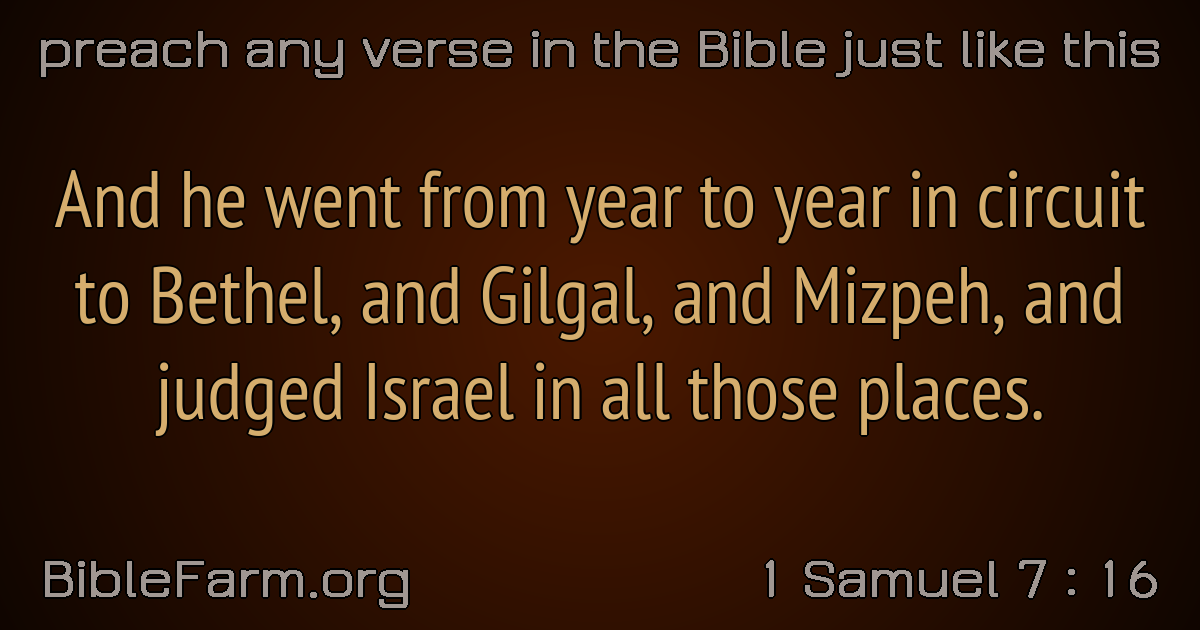 preach any verse in the Bible just like this
And he went from year to year in circuit
to Bethel, and Gilgal, and Mizpeh, and
judged Israel in all those places.
BibleFarm.org
1 Samuel 7 : 16